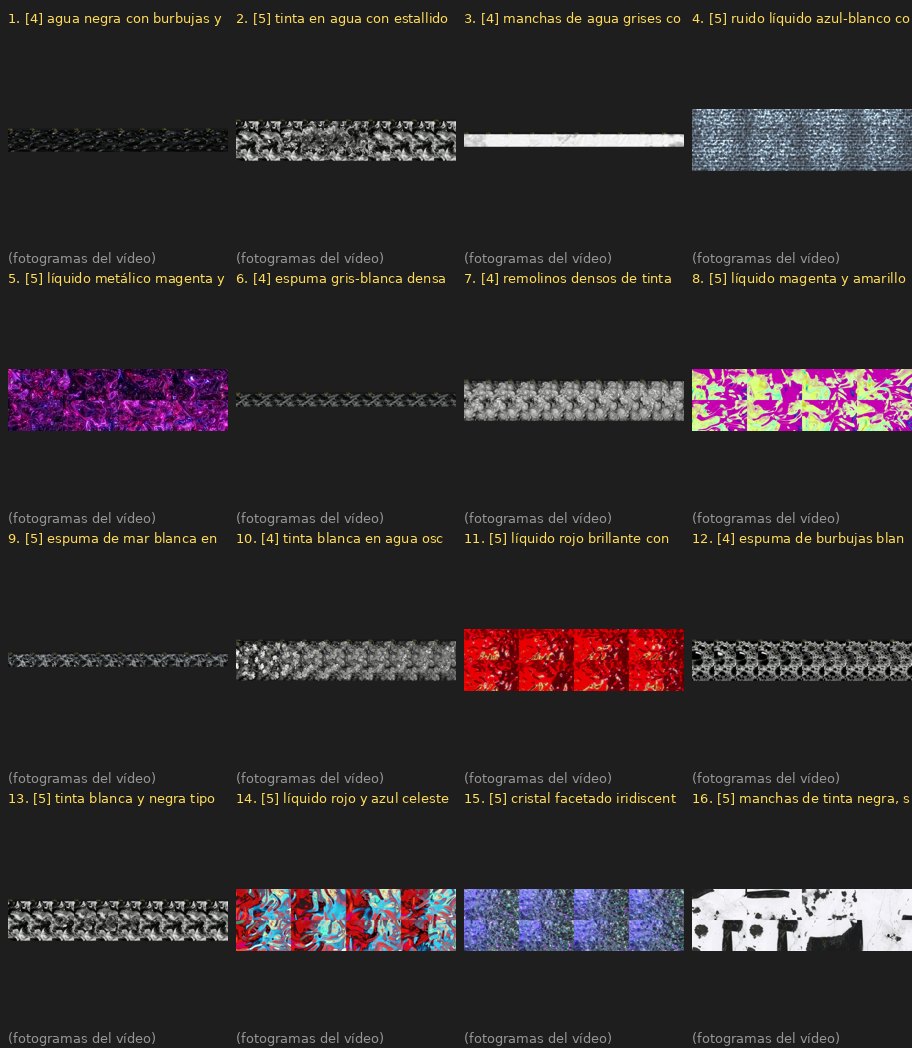 1. [4] agua negra con burbujas y
2. [5] tinta en agua con estallido
3. [4] manchas de agua grises co
4. [5] ruido líquido azul-blanco co
(fotogramas del vídeo)
(fotogramas del vídeo)
(fotogramas del vídeo)
(fotogramas del vídeo)
5. [5] líquido metálico magenta y
6. [4] espuma gris-blanca densa
7. [4] remolinos densos de tinta
8. [5] líquido magenta y amarillo
(fotogramas del vídeo)
(fotogramas del vídeo)
(fotogramas del vídeo)
(fotogramas del vídeo)
9. [5] espuma de mar blanca en
10. [4] tinta blanca en agua osc
11. [5] líquido rojo brillante con
12. [4] espuma de burbujas blan
(fotogramas del vídeo)
(fotogramas del vídeo)
(fotogramas del vídeo)
(fotogramas del vídeo)
13. [5] tinta blanca y negra tipo
14. [5] líquido rojo y azul celeste
15. [5] cristal facetado iridiscent
16. [5] manchas de tinta negra, s
(fotogramas del vídeo)
(fotogramas del vídeo)
(fotogramas del vídeo)
(fotogramas del vídeo)